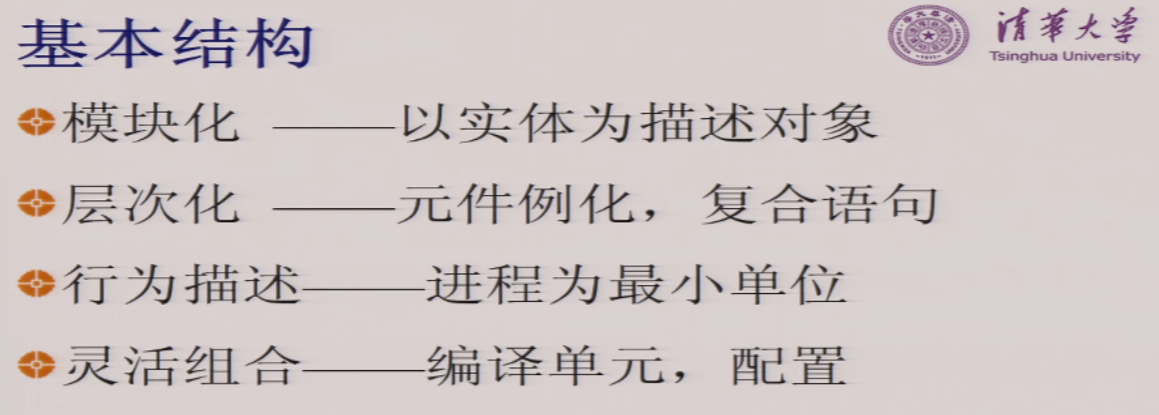 基本结构
清华大学
Tsinghua University
模块化 ——以实体为描述对象
层次化 ——元件例化，复合语句
行为描述——进程为最小单位
灵活组合——编译单元，配置